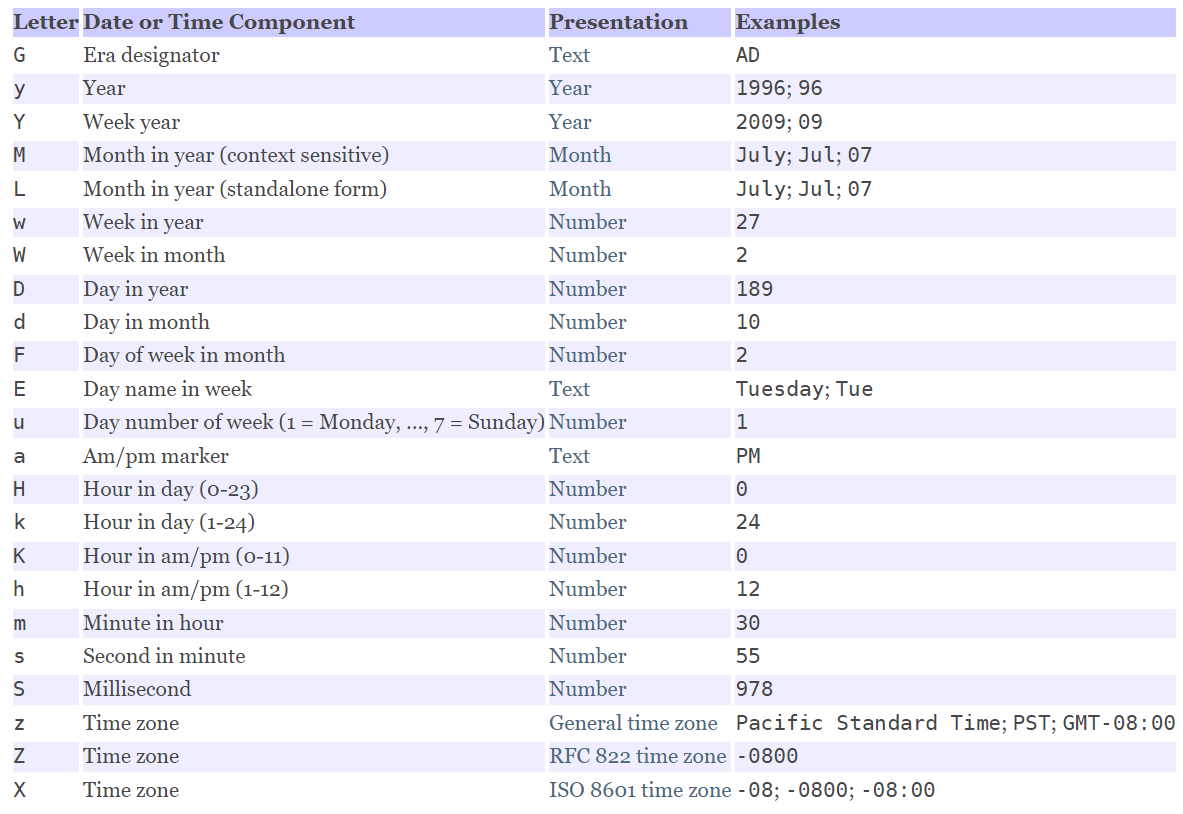 Letter Date or Time Component Presentation Examples
G Era designator Text AD
y Year Year 1996; 96
Y Week year Year 2009; 09
M Month in year (context sensitive) Month July; Jul; 07
L Month in year (standalone form) Month July; Jul; 07
w Week in year Number 27
W Week in month Number 2
D Day in year Number 189
d Day in month Number 10
F Day of week in month Number 2
E Day name in week Text Tuesday; Tue
u Day number of week (1 = Monday, ..., 7 = Sunday) Number 1
a Am/pm marker Text PM
H Hour in day (0-23) Number 0
k Hour in day (1-24) Number 24
K Hour in am/pm (0-11) Number 0
h Hour in am/pm (1-12) Number 12
m Minute in hour Number 30
s Second in minute Number 55
S Millisecond Number 978
z Time zone General time zone Pacific Standard Time; PST; GMT-08:00
Z Time zone RFC 822 time zone -0800
X Time zone ISO 8601 time zone -08; -0800; -08:00